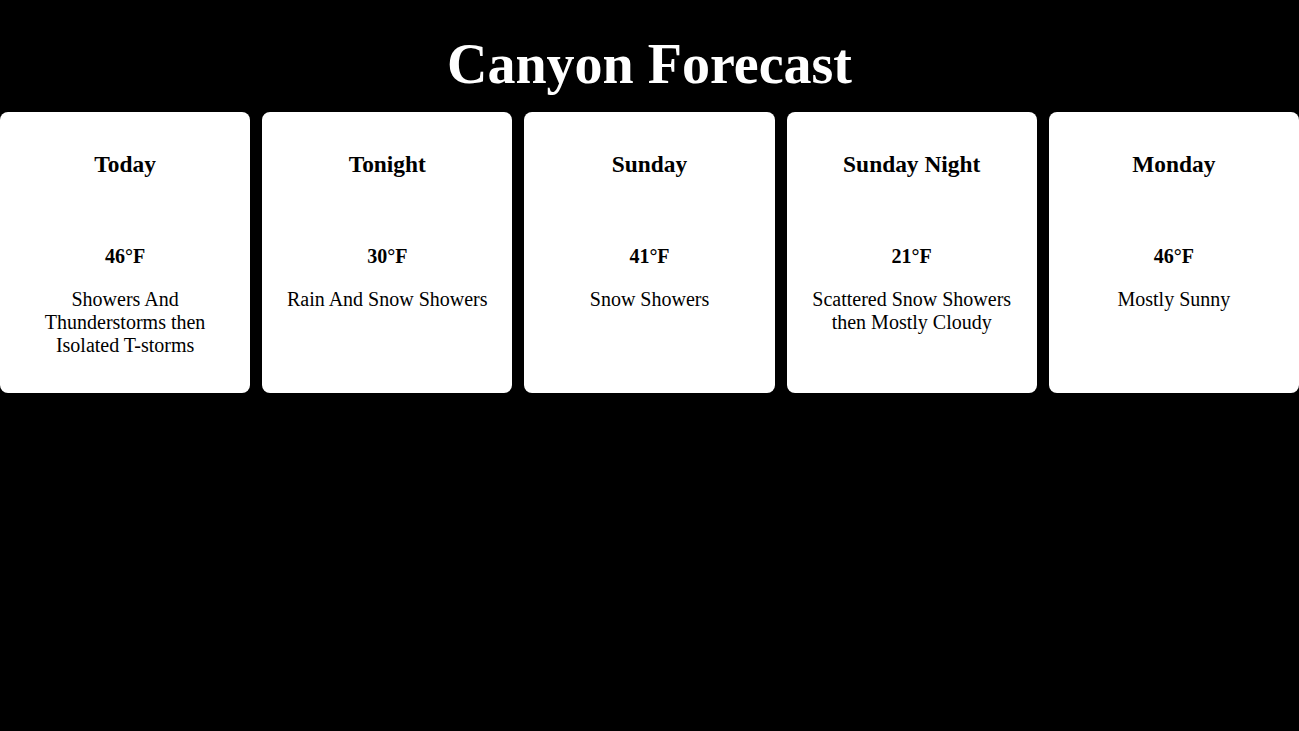 Canyon Forecast
Today
46°F
Showers And
Thunderstorms then
Isolated T-storms
Tonight
30°F
Rain And Snow Showers
Sunday
41°F
Snow Showers
Sunday Night
21°F
Scattered Snow Showers
then Mostly Cloudy
Monday
46°F
Mostly Sunny